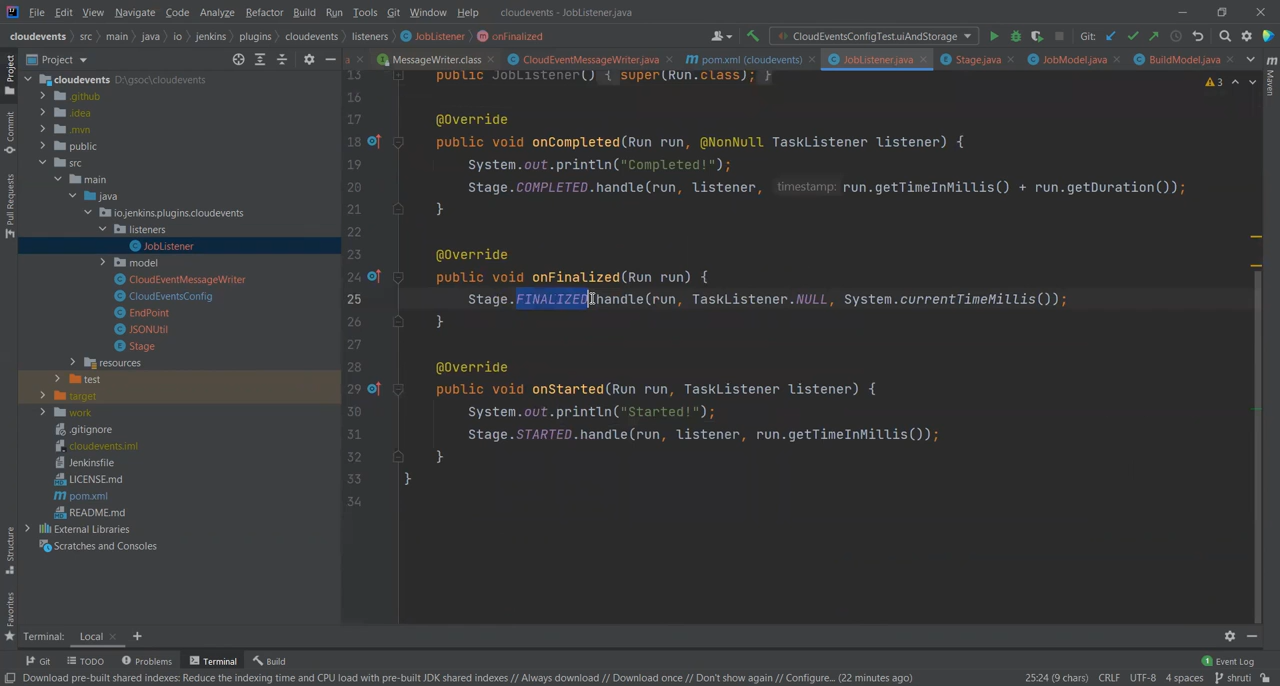 File Edit View Navigate Code Analyze Refactor Build Run Tools Git Window Help cloudevents - JobListener.java
cloudevents src main java io jenkins plugins cloudevents listeners JobListener onFinalized CloudEventsConfigTest.uiAndStorage Git:
Project MessageWriter.class CloudEventMessageWriter.java pom.xml (cloudevents) JobListener.java Stage.java JobModel.java BuildModel.java
Project
Commit
Pull Requests
Structure
Favorites
Maven
cloudevents D:\gsoc\cloudevents
.github
.idea
.mvn
public
src
main
java
io.jenkins.plugins.cloudevents
listeners
JobListener
model
CloudEventMessageWriter
CloudEventsConfig
EndPoint
JSONUtil
Stage
resources
test
target
work
.gitignore
cloudevents.iml
Jenkinsfile
LICENSE.md
pom.xml
README.md
External Libraries
Scratches and Consoles
3
13 public JobListener() { super(Run.class); }
16
17 @Override
18 public void onCompleted(Run run, @NonNull TaskListener listener) {
19 System.out.println("Completed!");
20 Stage.COMPLETED.handle(run, listener, timestamp: run.getTimeInMillis() + run.getDuration());
21 }
22
23 @Override
24 public void onFinalized(Run run) {
25 Stage.FINALIZED.handle(run, TaskListener.NULL, System.currentTimeMillis());
26 }
27
28 @Override
29 public void onStarted(Run run, TaskListener listener) {
30 System.out.println("Started!");
31 Stage.STARTED.handle(run, listener, run.getTimeInMillis());
32 }
33 }
34
Terminal: Local
Git TODO Problems Terminal Build 1 Event Log
Download pre-built shared indexes: Reduce the indexing time and CPU load with pre-built JDK shared indexes // Always download // Download once // Don't show again // Configure... (22 minutes ago) 25:24 (9 chars) CRLF UTF-8 4 spaces shruti